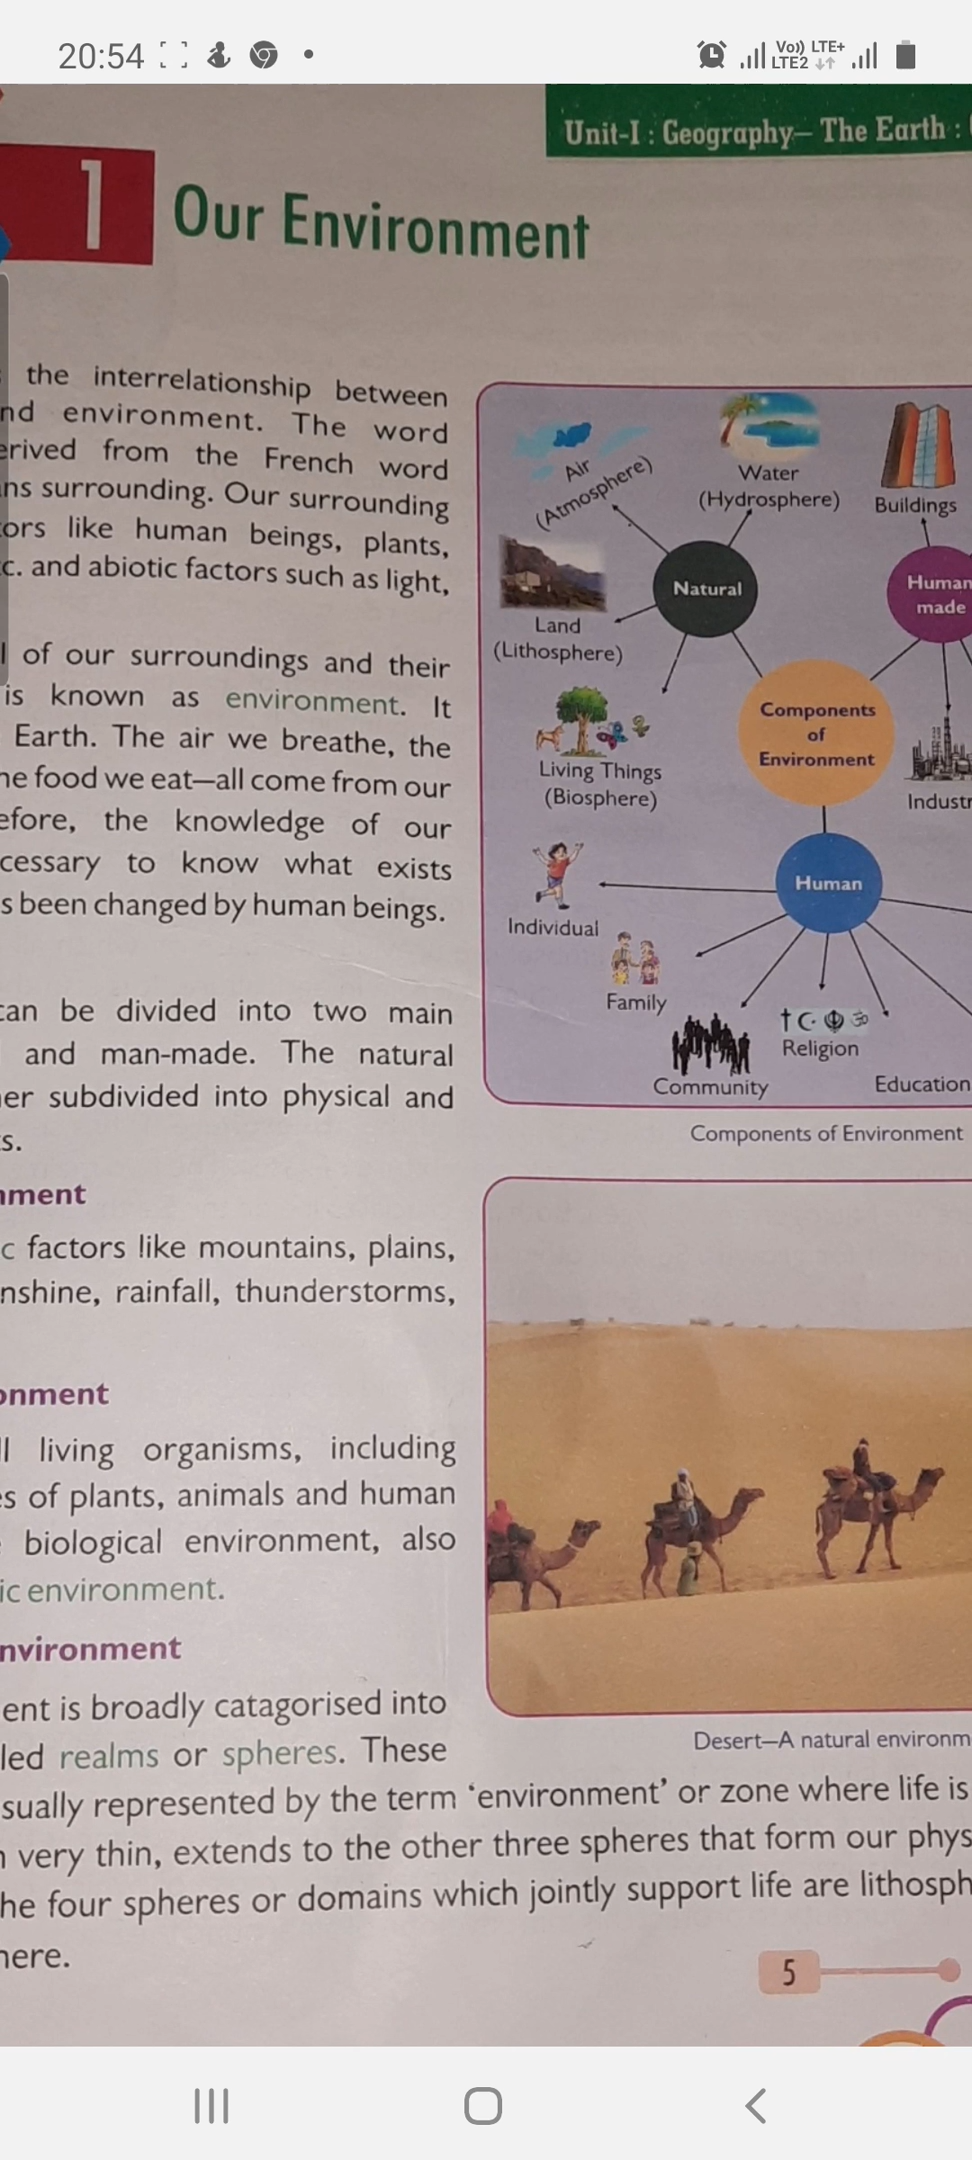 20:54
Vo)) LTE+
LTE2
Unit-I : Geography– The Earth :
1 Our Environment
the interrelationship between
nd environment. The word
erived from the French word
ns surrounding. Our surrounding
ors like human beings, plants,
c. and abiotic factors such as light,
l of our surroundings and their
is known as environment. It
Earth. The air we breathe, the
he food we eat—all come from our
efore, the knowledge of our
cessary to know what exists
s been changed by human beings.
can be divided into two main
and man-made. The natural
er subdivided into physical and
s.
nment
c factors like mountains, plains,
nshine, rainfall, thunderstorms,
onment
ll living organisms, including
es of plants, animals and human
biological environment, also
ic environment.
nvironment
ent is broadly catagorised into
led realms or spheres. These
sually represented by the term ‘environment’ or zone where life is
n very thin, extends to the other three spheres that form our phys
he four spheres or domains which jointly support life are lithosph
here.
Air
(Atmosphere)
Water
(Hydrosphere)
Buildings
Natural
Human
made
Land
(Lithosphere)
Components
of
Environment
Living Things
(Biosphere)
Industr
Human
Individual
Family
Religion
Community
Education
Components of Environment
Desert—A natural environm
5